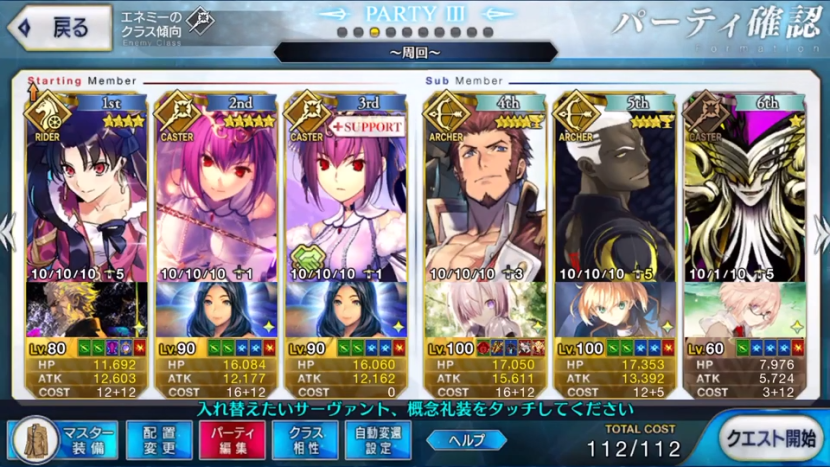 戻る
エネミーの
クラス傾向
Enemy Class
PARTY III
～周回～
パーティ確認
Formation
Starting Member
Sub Member
1st
2nd
3rd
4th
5th
6th
RIDER
CASTER
CASTER
ARCHER
ARCHER
CASTER
+SUPPORT
10/10/10 +5
10/10/10 +1
10/10/10 +1
10/10/10 +3
10/10/10 +5
10/1/10 +5
Lv.80
Lv.90
Lv.90
Lv.100
Lv.100
Lv.60
HP 11,692
HP 16,084
HP 16,060
HP 17,050
HP 17,353
HP 7,976
ATK 12,603
ATK 12,177
ATK 12,162
ATK 15,611
ATK 13,392
ATK 5,724
COST 12+12
COST 16+12
COST 0
COST 16+12
COST 12+5
COST 3+12
入れ替えたいサーヴァント、概念礼装をタッチしてください
マスター
装備
配置
変更
パーティ
編集
クラス
相性
自動変還
設定
ヘルプ
TOTAL COST
112/112
クエスト開始